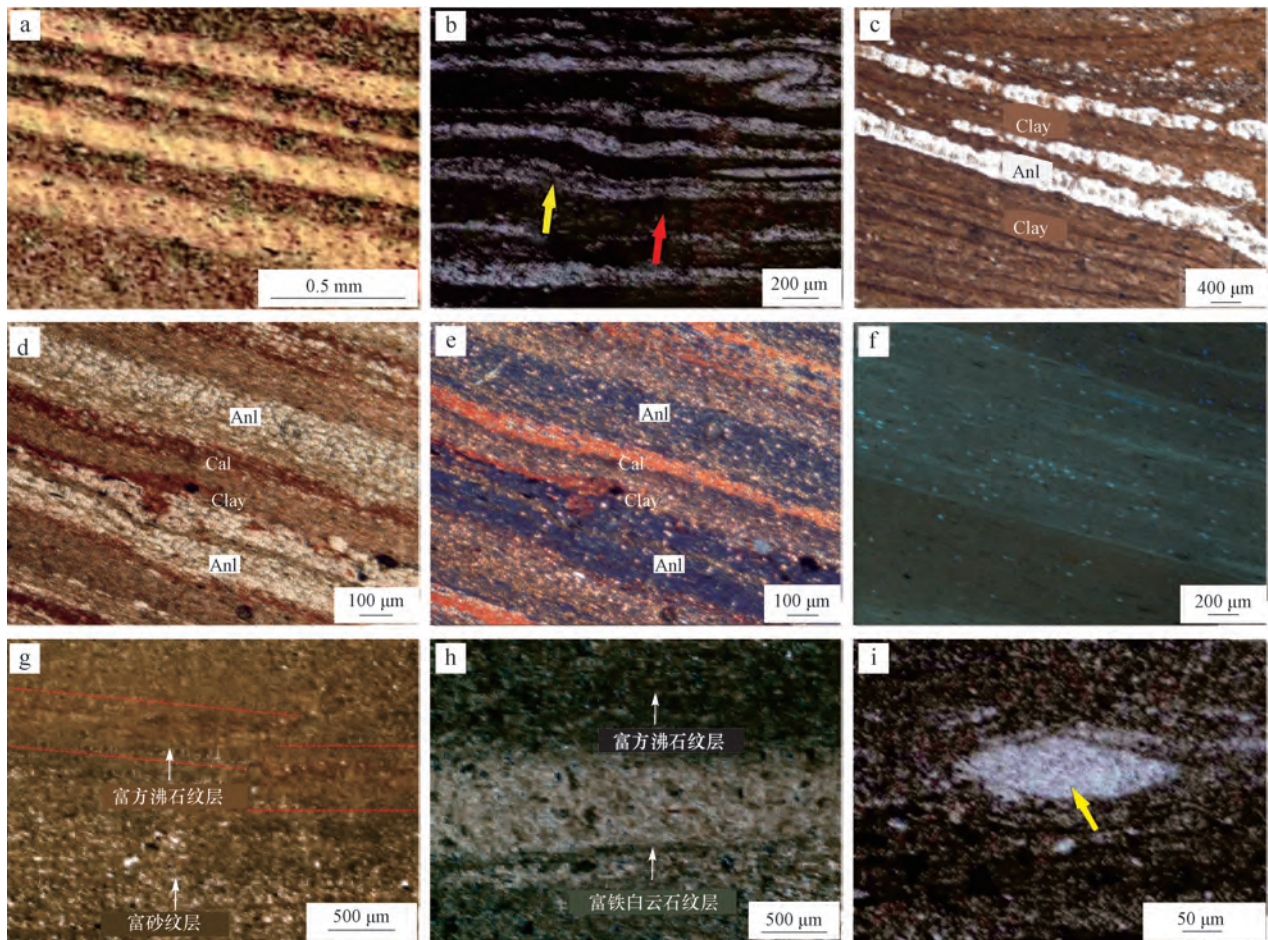 a
0.5 mm
b
200 μm
c
Clay
Anl
Clay
400 μm
d
Anl
Cal
Clay
Anl
100 μm
e
Anl
Cal
Clay
Anl
100 μm
f
200 μm
g
富方沸石纹层
富砂纹层
500 μm
h
富方沸石纹层
富铁白云石纹层
500 μm
i
50 μm